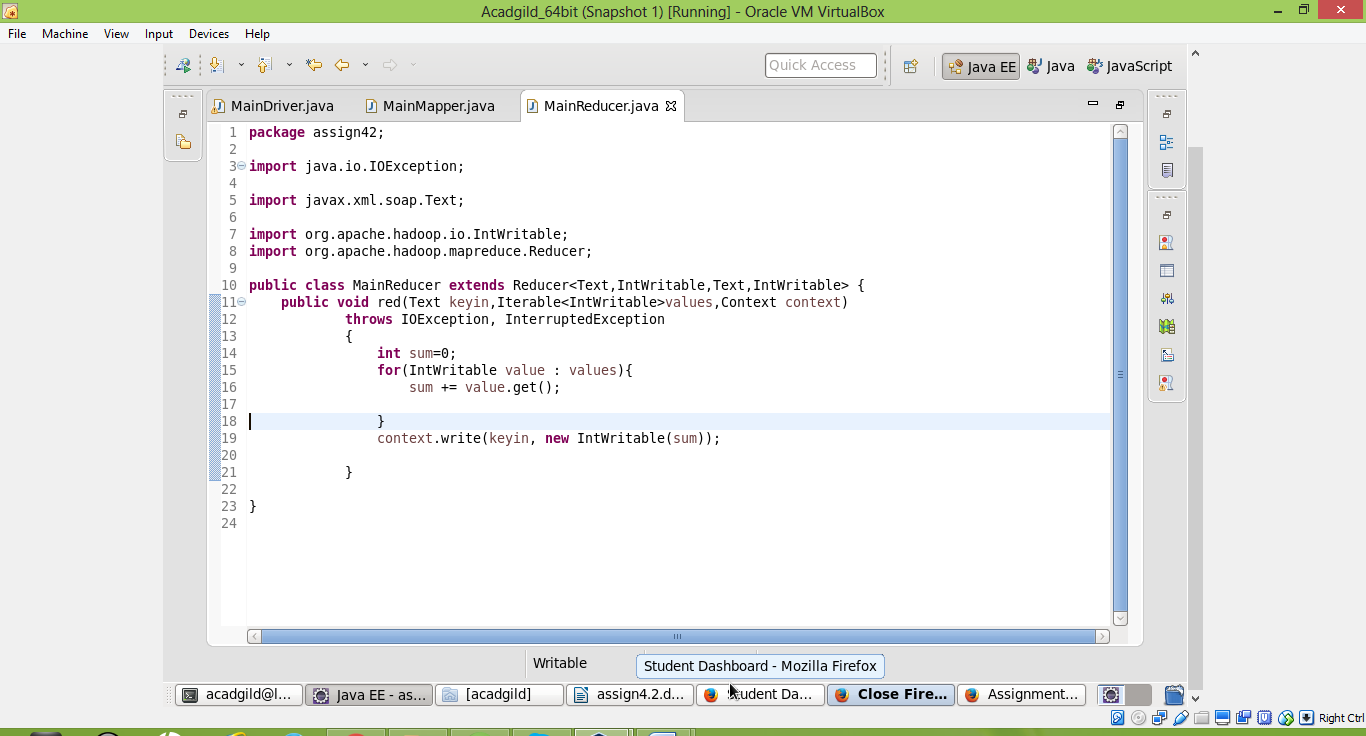 Acadgild_64bit (Snapshot 1) [Running] - Oracle VM VirtualBox
File Machine View Input Devices Help
Quick Access
Java EE
Java
JavaScript
MainDriver.java
MainMapper.java
MainReducer.java
1 package assign42;
2
3 import java.io.IOException;
4
5 import javax.xml.soap.Text;
6
7 import org.apache.hadoop.io.IntWritable;
8 import org.apache.hadoop.mapreduce.Reducer;
9
10 public class MainReducer extends Reducer<Text,IntWritable,Text,IntWritable> {
11 public void red(Text keyin,Iterable<IntWritable>values,Context context)
12 throws IOException, InterruptedException
13 {
14 int sum=0;
15 for(IntWritable value : values){
16 sum += value.get();
17
18 }
19 context.write(keyin, new IntWritable(sum));
20
21 }
22
23 }
24
Writable
Student Dashboard - Mozilla Firefox
acadgild@l...
Java EE - as...
[acadgild]
assign4.2.d...
Student Da...
Close Fire...
Assignment...
Right Ctrl